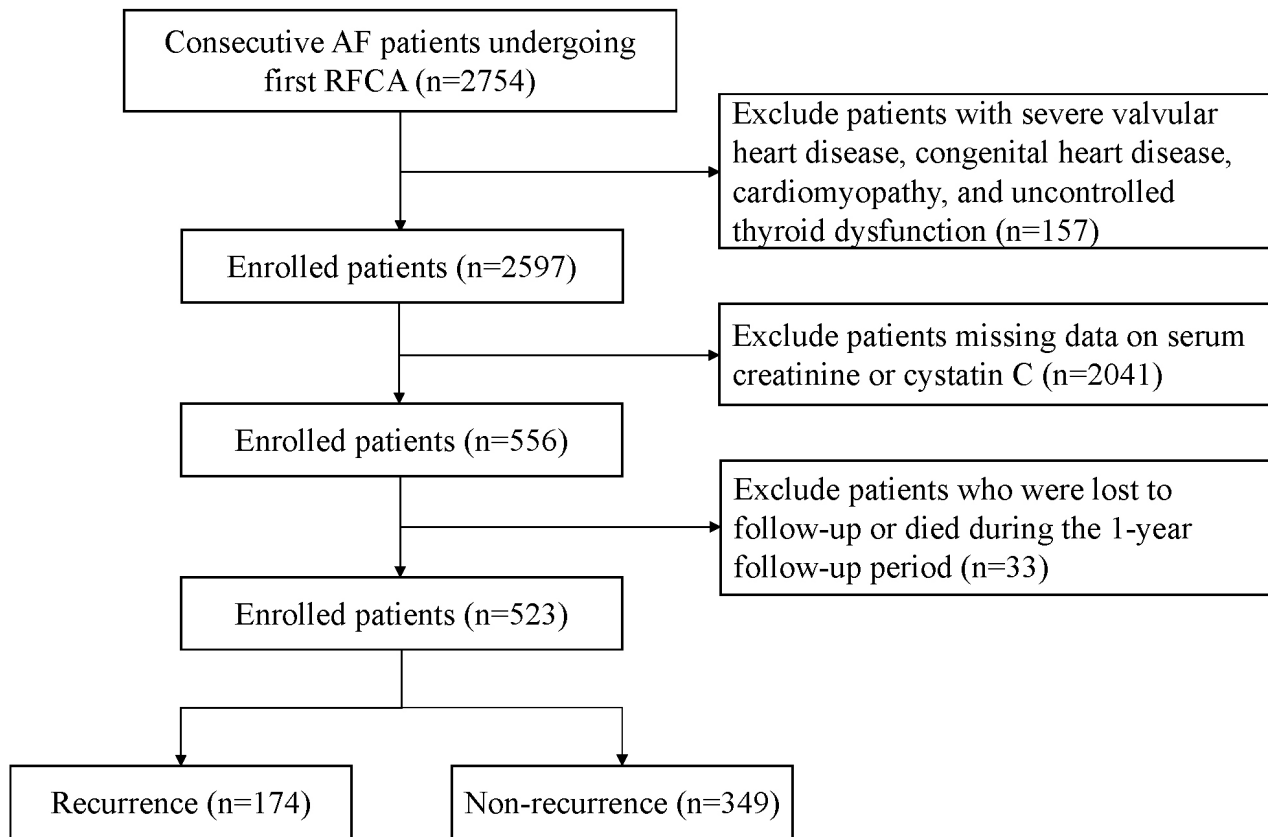 Consecutive AF patients undergoing
first RFCA (n=2754)
Exclude patients with severe valvular
heart disease, congenital heart disease,
cardiomyopathy, and uncontrolled
thyroid dysfunction (n=157)
Enrolled patients (n=2597)
Exclude patients missing data on serum
creatinine or cystatin C (n=2041)
Enrolled patients (n=556)
Exclude patients who were lost to
follow-up or died during the 1-year
follow-up period (n=33)
Enrolled patients (n=523)
Recurrence (n=174)
Non-recurrence (n=349)